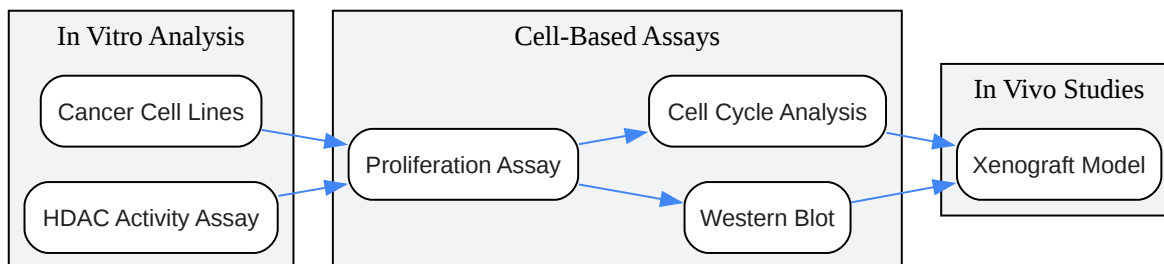 In Vitro Analysis
Cancer Cell Lines
HDAC Activity Assay
Cell-Based Assays
Proliferation Assay
Cell Cycle Analysis
Western Blot
In Vivo Studies
Xenograft Model